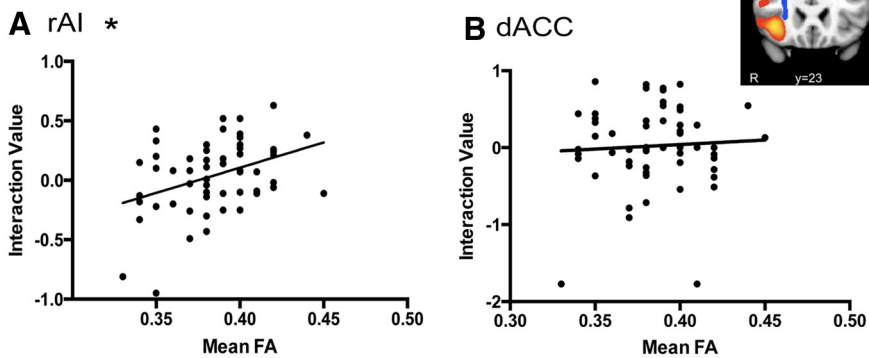 A rAI *
Interaction Value
1.0
0.5
0.0
-0.5
-1.0
0.35 0.40 0.45 0.50
Mean FA
B dACC
R y=23
Interaction Value
1
0
-1
-2
0.30 0.35 0.40 0.45 0.50
Mean FA